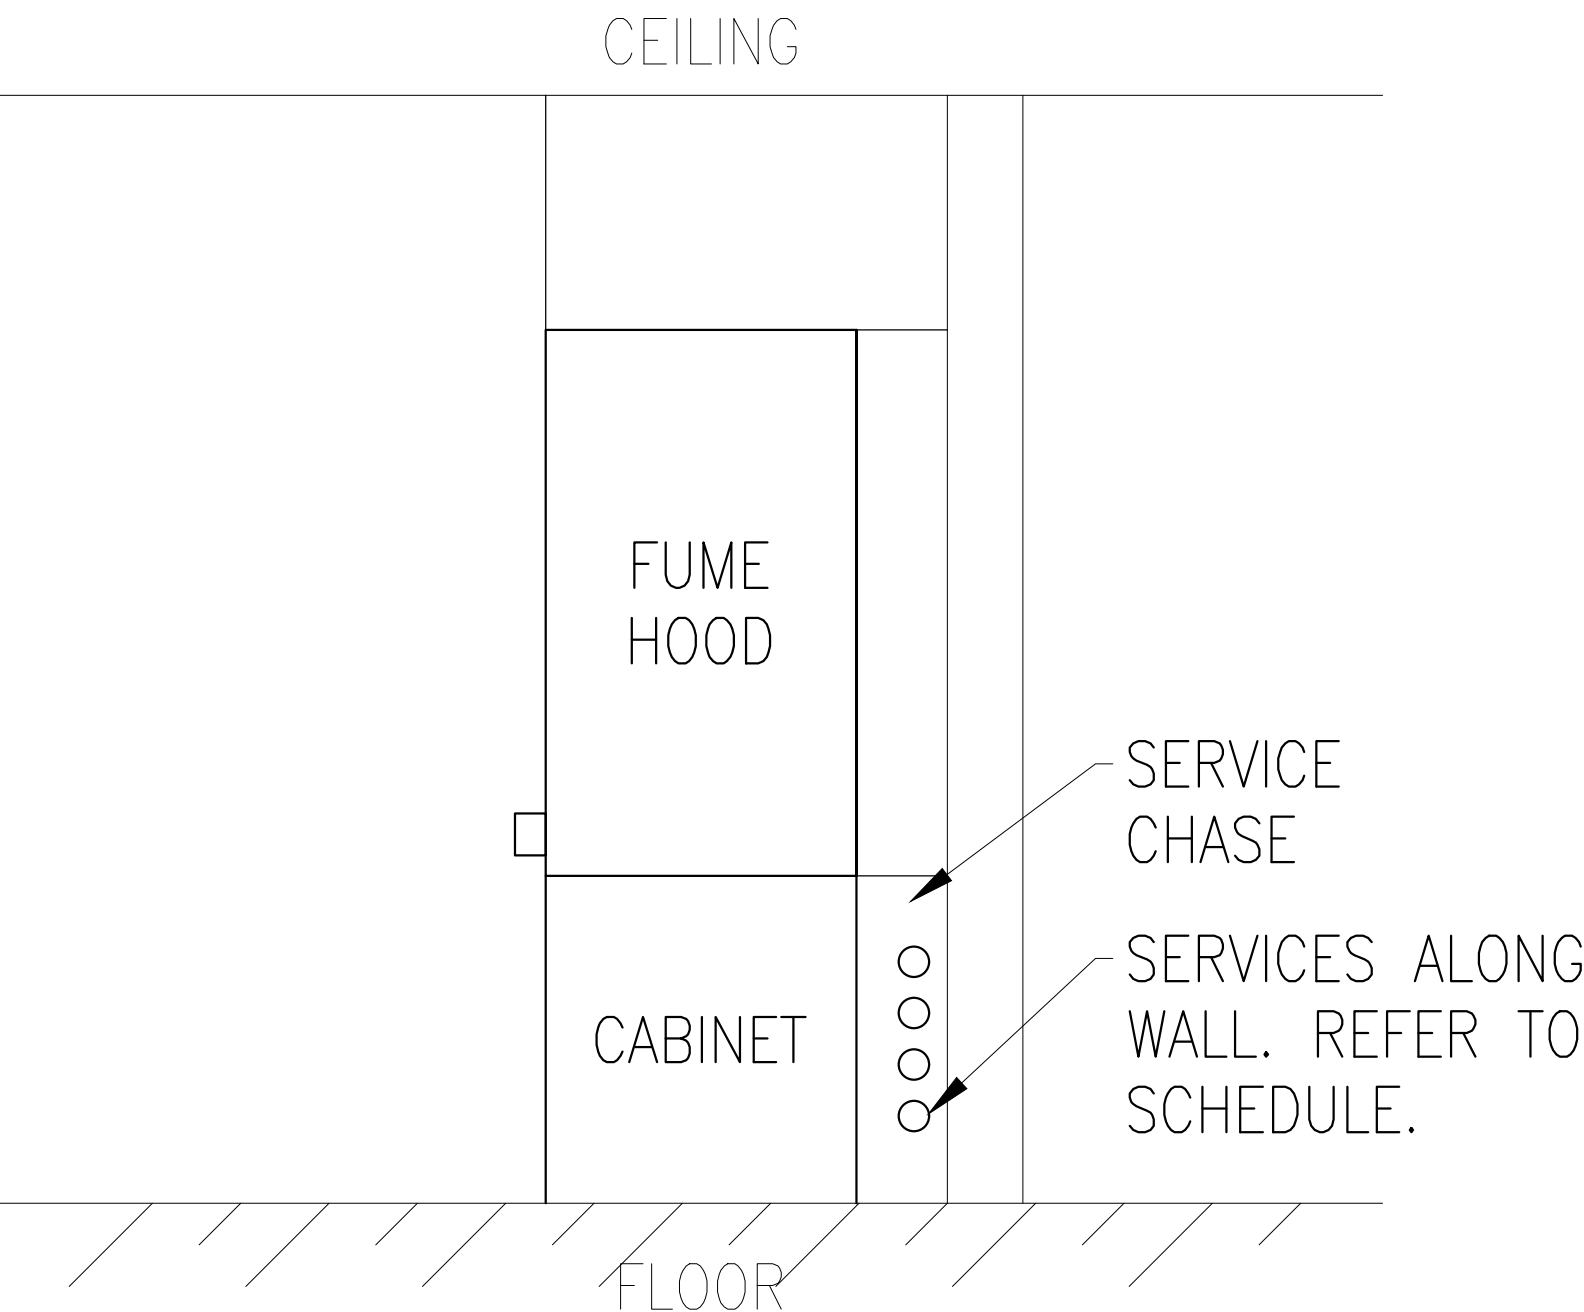 CEILING
FUME
HOOD
SERVICE
CHASE
SERVICES ALONG
WALL. REFER TO
SCHEDULE.
CABINET
FLOOR